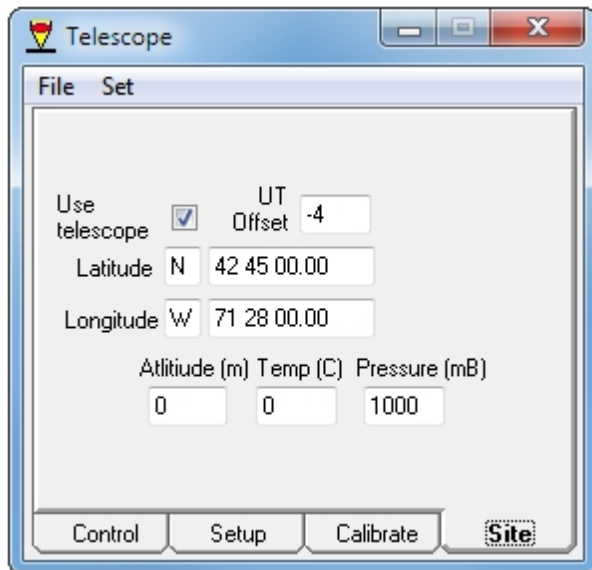 Telescope
File Set
Use telescope
UT Offset -4
Latitude N 42 45 00.00
Longitude W 71 28 00.00
Atlitiude (m) Temp (C) Pressure (mB)
0 0 1000
Control Setup Calibrate Site